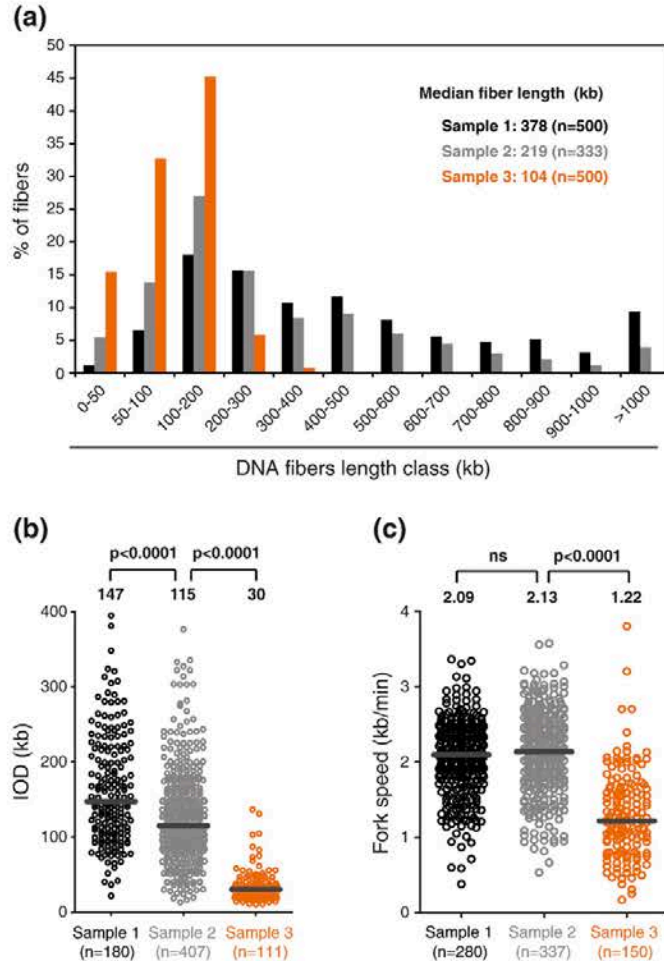 (a)
50
45
40
35
30
25
20
15
10
5
0
% of fibers
Median fiber length (kb)
Sample 1: 378 (n=500)
Sample 2: 219 (n=333)
Sample 3: 104 (n=500)
0-50
50-100
100-200
200-300
300-400
400-500
500-600
600-700
700-800
800-900
900-1000
>1000
DNA fibers length class (kb)
(b)
p<0.0001 p<0.0001
147 115 30
400
300
200
100
0
IOD (kb)
Sample 1 Sample 2 Sample 3
(n=180) (n=407) (n=111)
(c)
ns p<0.0001
2.09 2.13 1.22
4
3
2
1
0
Fork speed (kb/min)
Sample 1 Sample 2 Sample 3
(n=280) (n=337) (n=150)